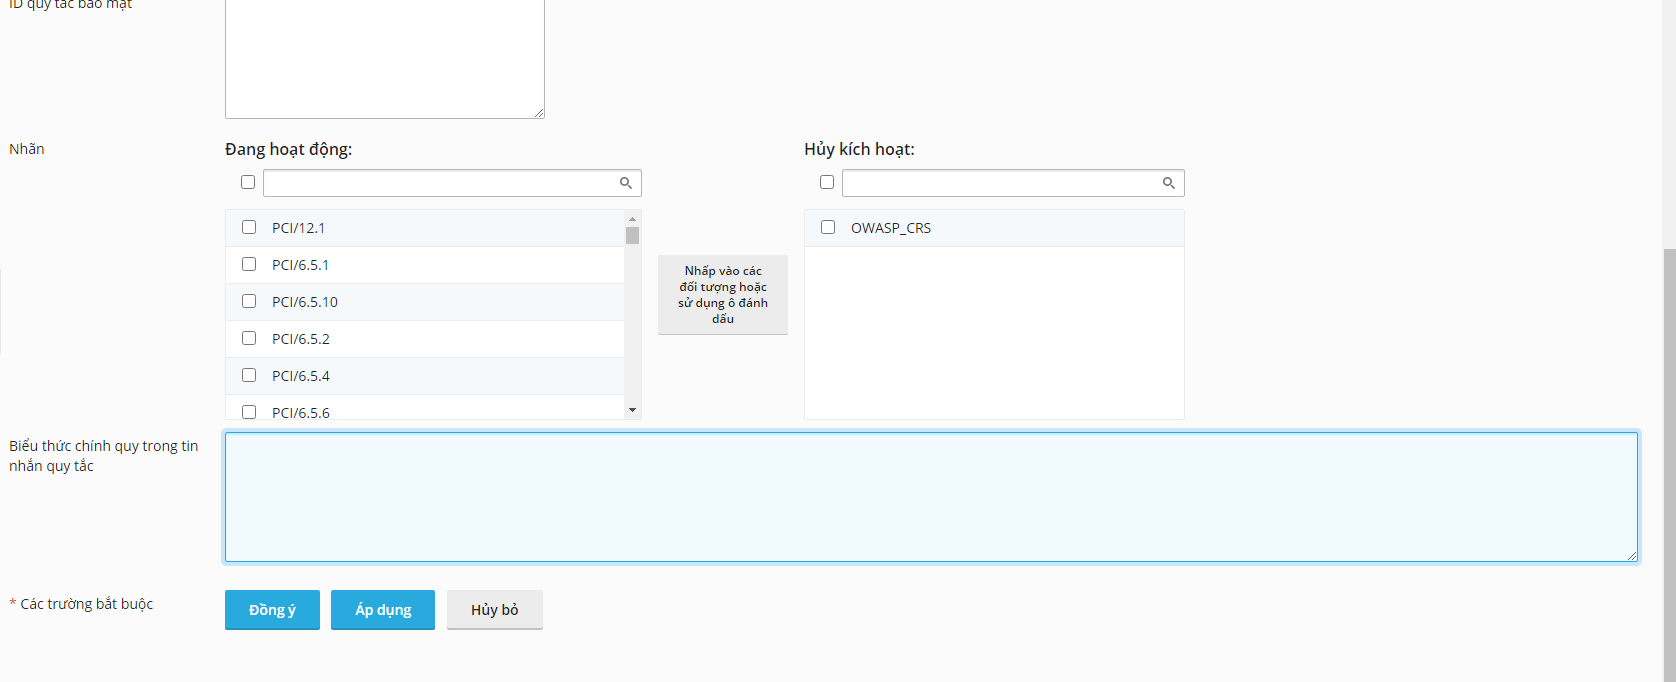 ID quy tắc bảo mật
Nhãn
Đang hoạt động:
Hủy kích hoạt:
PCI/12.1
PCI/6.5.1
PCI/6.5.10
PCI/6.5.2
PCI/6.5.4
PCI/6.5.6
Nhấp vào các
đối tượng hoặc
sử dụng ô đánh
dấu
OWASP_CRS
Biểu thức chính quy trong tin
nhắn quy tắc
* Các trường bắt buộc
Đồng ý
Áp dụng
Hủy bỏ